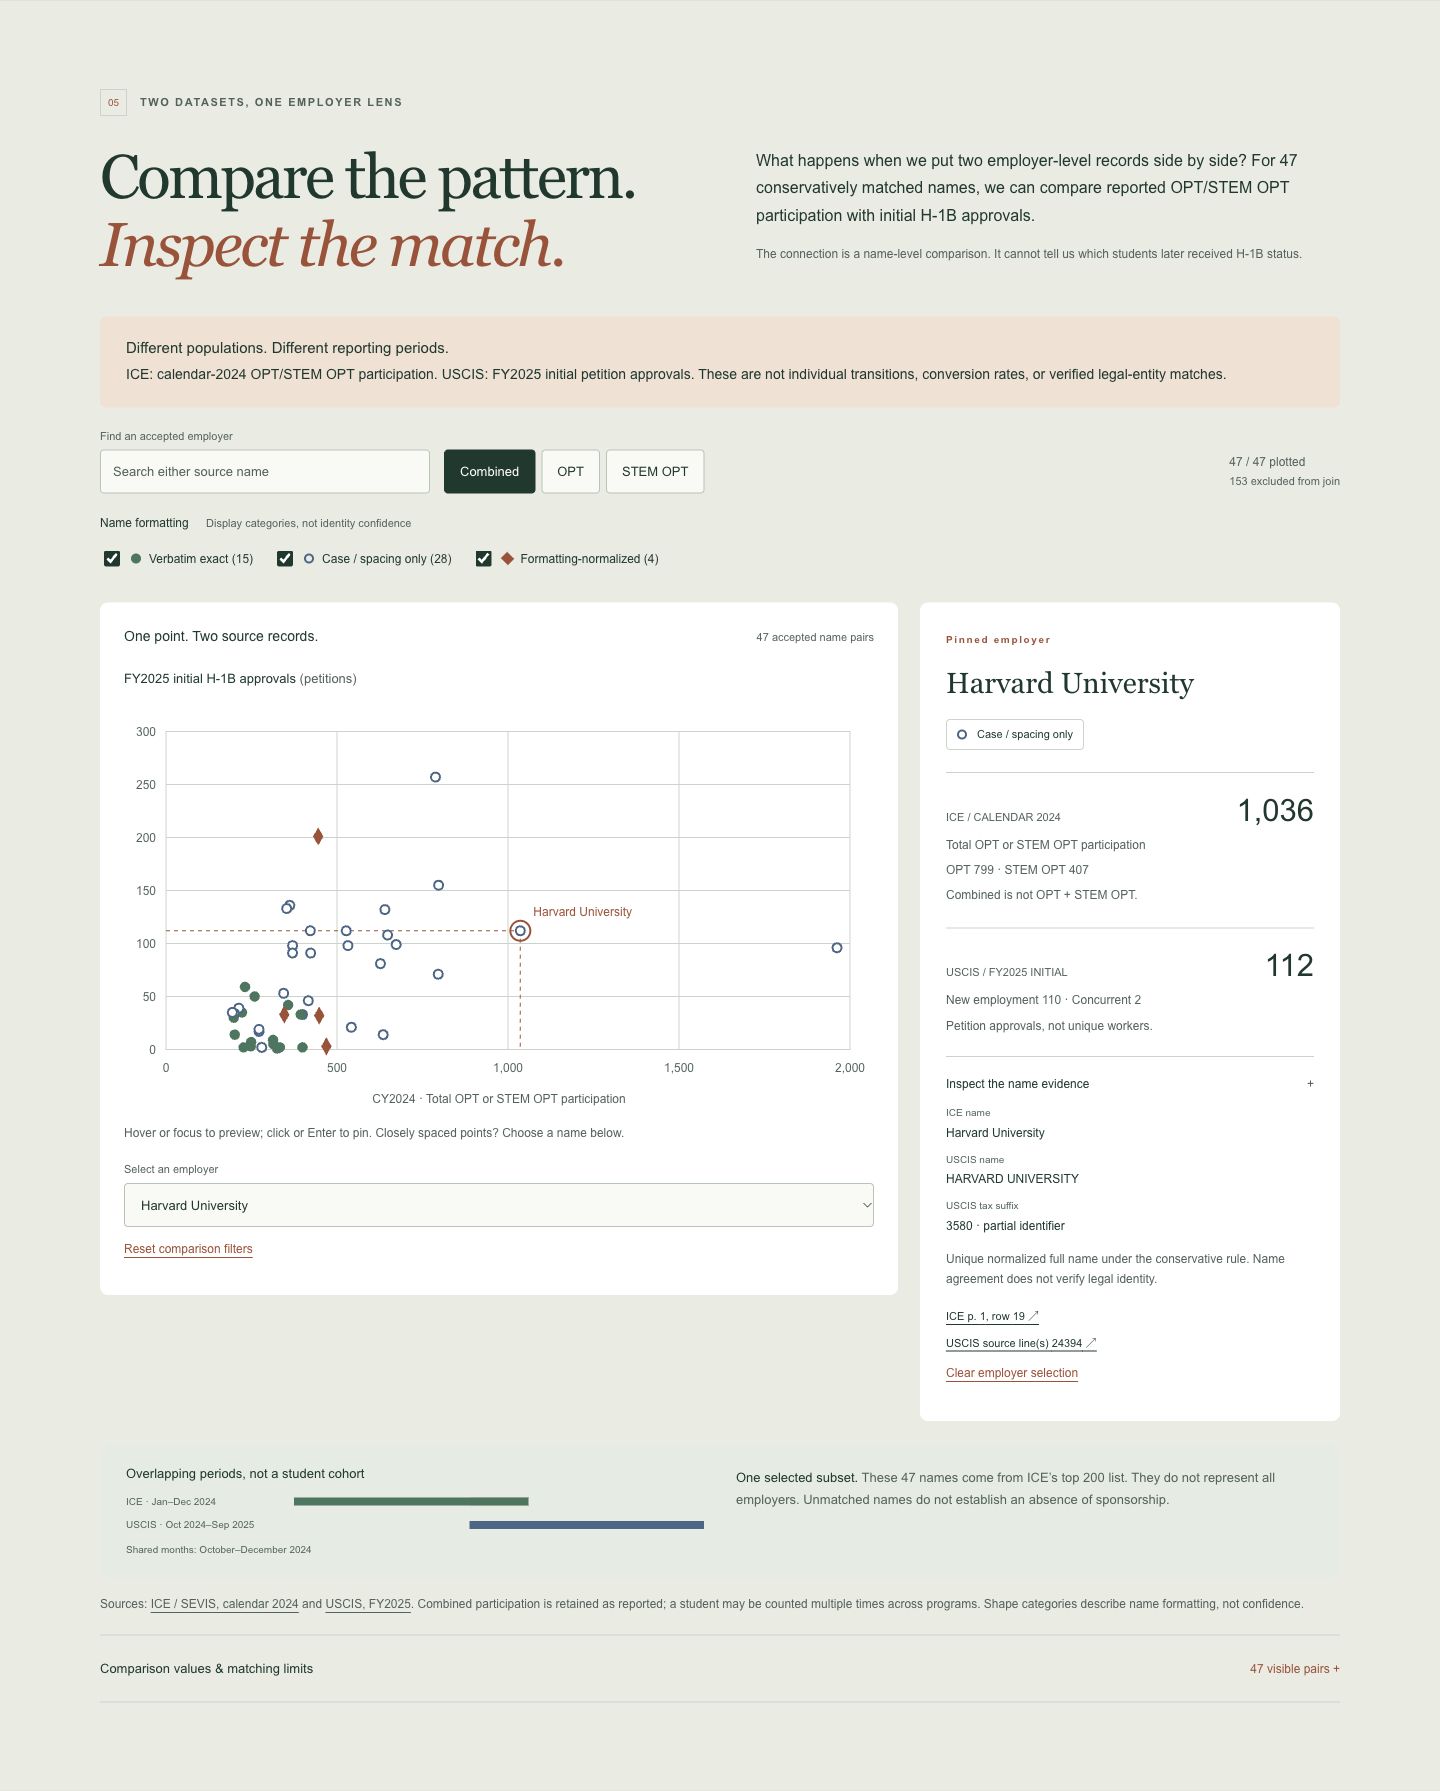 05
TWO DATASETS, ONE EMPLOYER LENS
Compare the pattern.
Inspect the match.
What happens when we put two employer-level records side by side? For 47
conservatively matched names, we can compare reported OPT/STEM OPT
participation with initial H-1B approvals.
The connection is a name-level comparison. It cannot tell us which students later received H-1B status.
Different populations. Different reporting periods.
ICE: calendar-2024 OPT/STEM OPT participation. USCIS: FY2025 initial petition approvals. These are not individual transitions, conversion rates, or verified legal-entity matches.
Find an accepted employer
Search either source name
Combined
OPT
STEM OPT
47 / 47 plotted
153 excluded from join
Name formatting
Display categories, not identity confidence
Verbatim exact (15)
Case / spacing only (28)
Formatting-normalized (4)
One point. Two source records.
47 accepted name pairs
FY2025 initial H-1B approvals (petitions)
300
250
200
150
100
50
0
Harvard University
0
500
1,000
1,500
2,000
CY2024 · Total OPT or STEM OPT participation
Hover or focus to preview; click or Enter to pin. Closely spaced points? Choose a name below.
Select an employer
Harvard University
Reset comparison filters
Pinned employer
Harvard University
Case / spacing only
ICE / CALENDAR 2024
1,036
Total OPT or STEM OPT participation
OPT 799 · STEM OPT 407
Combined is not OPT + STEM OPT.
USCIS / FY2025 INITIAL
112
New employment 110 · Concurrent 2
Petition approvals, not unique workers.
Inspect the name evidence
+
ICE name
Harvard University
USCIS name
HARVARD UNIVERSITY
USCIS tax suffix
3580 · partial identifier
Unique normalized full name under the conservative rule. Name
agreement does not verify legal identity.
ICE p. 1, row 19 ↗
USCIS source line(s) 24394 ↗
Clear employer selection
Overlapping periods, not a student cohort
ICE · Jan–Dec 2024
USCIS · Oct 2024–Sep 2025
Shared months: October–December 2024
One selected subset. These 47 names come from ICE's top 200 list. They do not represent all
employers. Unmatched names do not establish an absence of sponsorship.
Sources: ICE / SEVIS, calendar 2024 and USCIS, FY2025. Combined participation is retained as reported; a student may be counted multiple times across programs. Shape categories describe name formatting, not confidence.
Comparison values & matching limits
47 visible pairs +